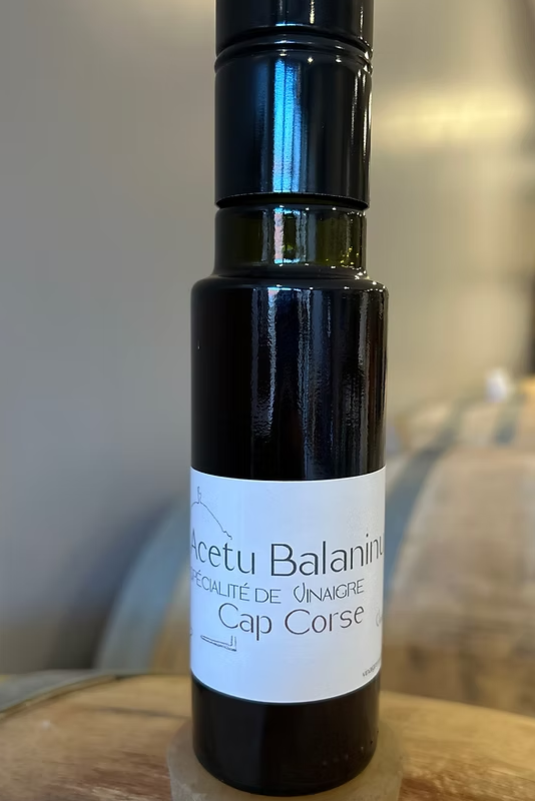 Acetu Balaninu
SPÉCIALITÉ DE VINAIGRE
Cap Corse